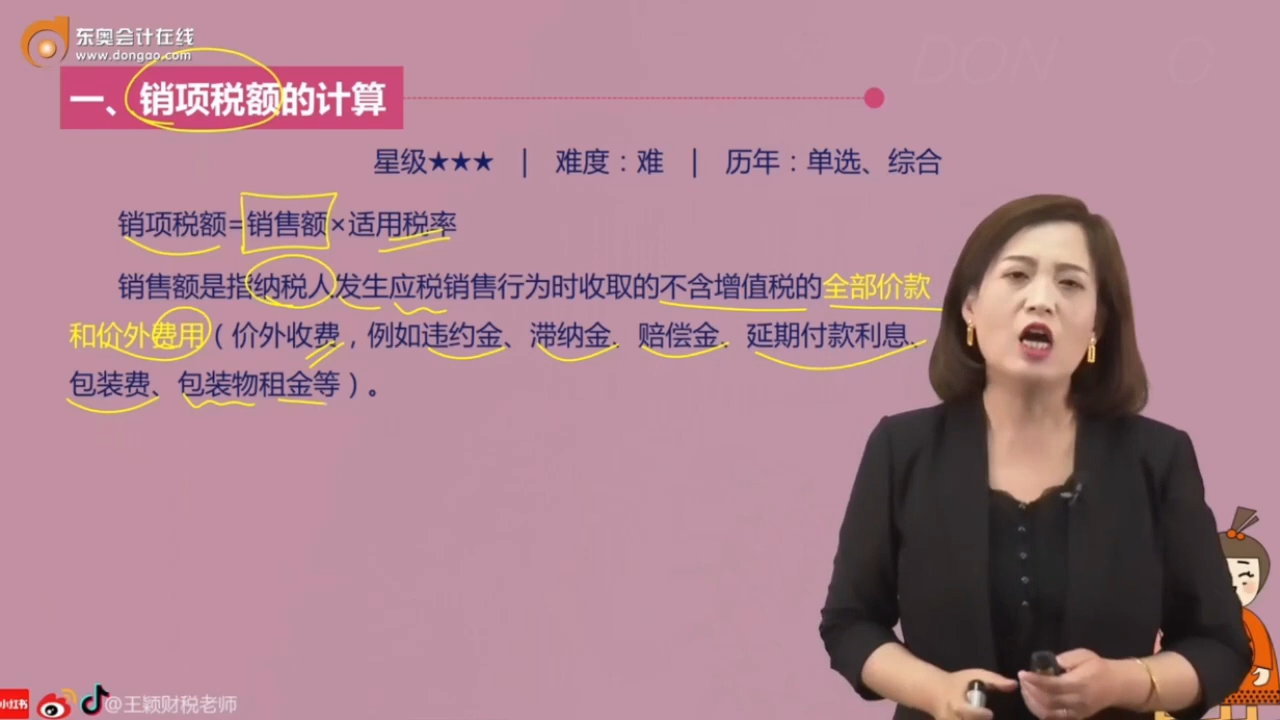 东奥会计在线
www.dongao.com
DON G
一、销项税额的计算
星级★★★ | 难度：难 | 历年：单选、综合
销项税额=销售额×适用税率
销售额是指纳税人发生应税销售行为时收取的不含增值税的全部价款
和价外费用（价外收费，例如违约金、滞纳金、赔偿金、延期付款利息、
包装费、包装物租金等）。
小红书
@王颖财税老师